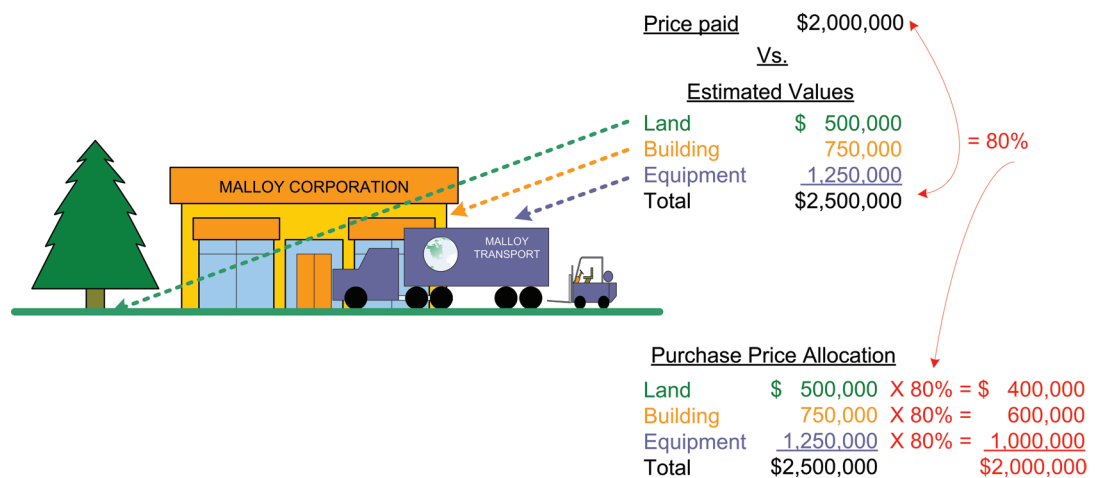 Price paid $2,000,000
Vs.
Estimated Values
Land $ 500,000
Building 750,000
= 80%
Equipment 1,250,000
Total $2,500,000
MALLOY CORPORATION
MALLOY
TRANSPORT
Purchase Price Allocation
Land $ 500,000 X 80% = $ 400,000
Building 750,000 X 80% = 600,000
Equipment 1,250,000 X 80% = 1,000,000
Total $2,500,000 $2,000,000